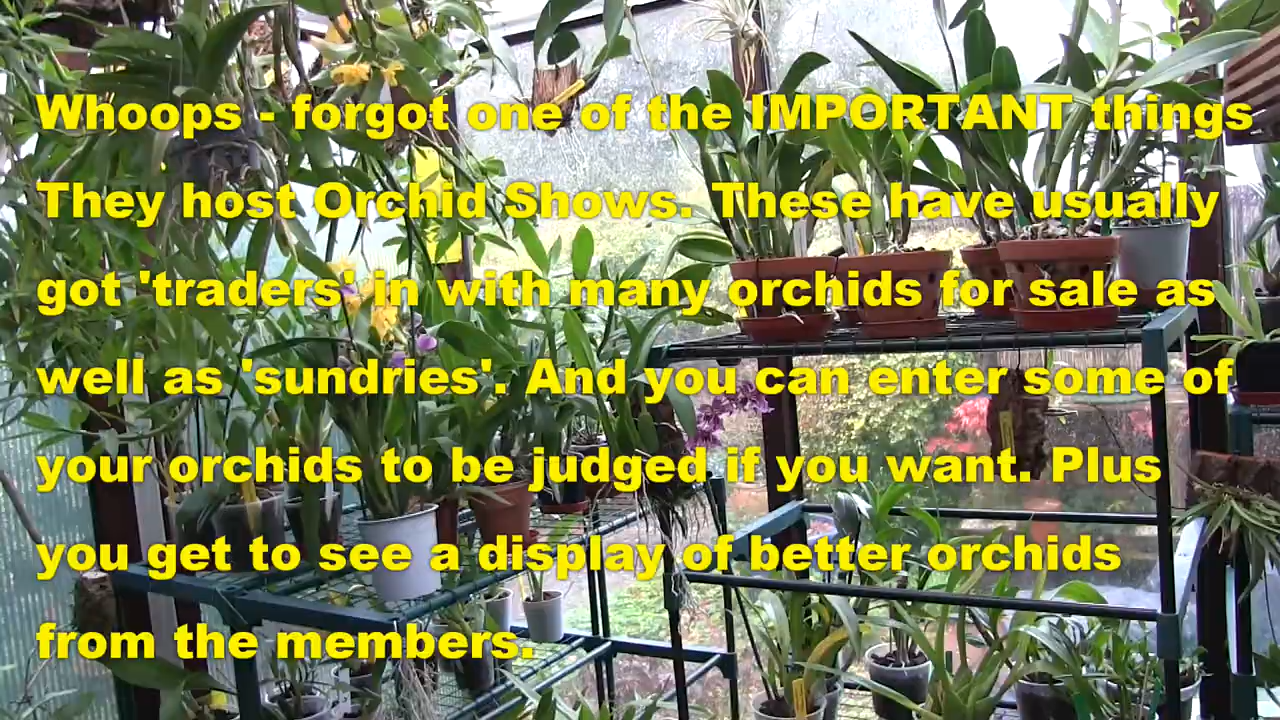 Whoops - forgot one of the IMPORTANT things
They host Orchid Shows. These have usually
got 'traders' in with many orchids for sale as
well as 'sundries'. And you can enter some of
your orchids to be judged if you want. Plus
you get to see a display of better orchids
from the members.